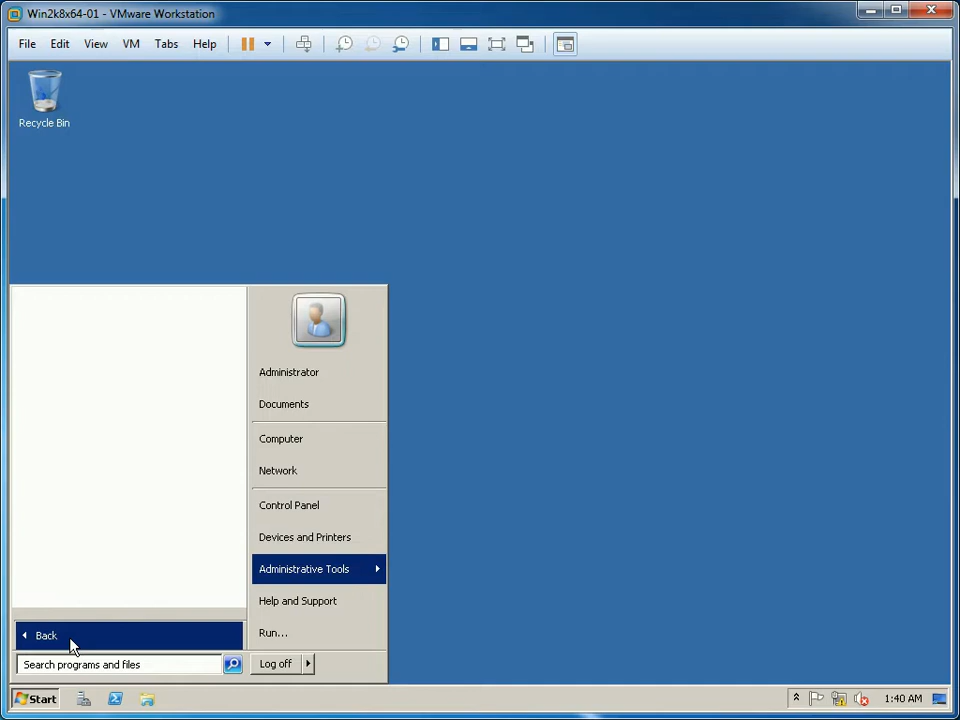 Win2k8x64-01 - VMware Workstation
File Edit View VM Tabs Help
Recycle Bin
Administrator
Documents
Computer
Network
Control Panel
Devices and Printers
Administrative Tools
Help and Support
Back
Run...
Search programs and files
Log off
Start
1:40 AM